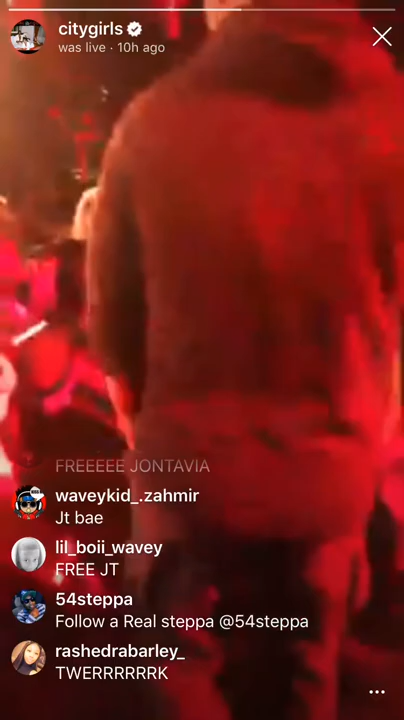 citygirls
was live · 10h ago
FREEEEE JONTAVIA
waveykid_.zahmir
Jt bae
lil_boii_wavey
FREE JT
54steppa
Follow a Real steppa @54steppa
rashedrabarley_
TWERRRRRRK